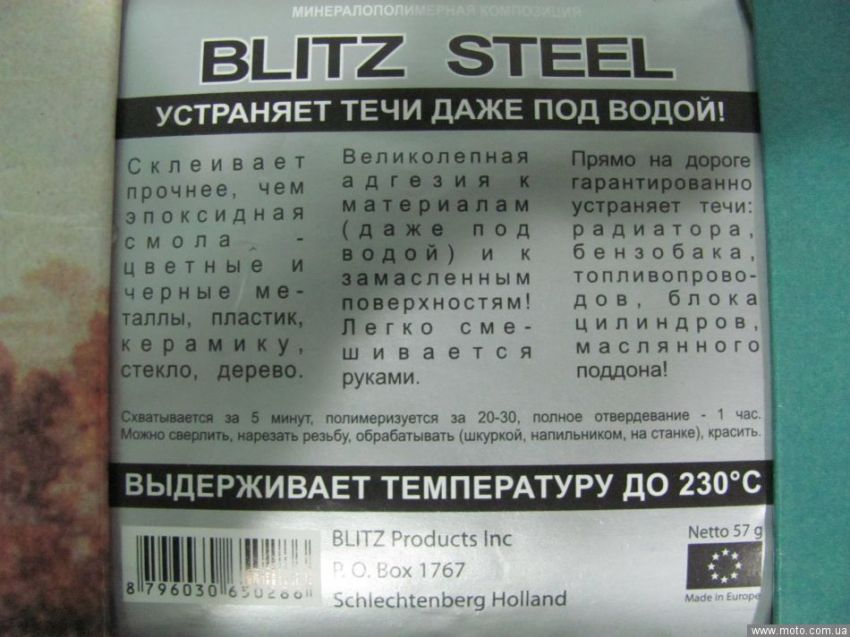 МИНЕРАЛОПОЛИМЕРНАЯ КОМПОЗИЦИЯ
BLITZ STEEL
УСТРАНЯЕТ ТЕЧИ ДАЖЕ ПОД ВОДОЙ!
Склеивает
прочнее, чем
эпоксидная
смола -
цветные и
черные ме-
таллы, пластик,
керамику,
стекло, дерево.
Великолепная
адгезия к
материалам
(даже под
водой) и к
замасленным
поверхностям!
Легко сме-
шивается
руками.
Прямо на дороге
гарантированно
устраняет течи:
радиатора,
бензобака,
топливопрово-
дов, блока
цилиндров,
маслянного
поддона!
Схватывается за 5 минут, полимеризуется за 20-30, полное отвердевание - 1 час.
Можно сверлить, нарезать резьбу, обрабатывать (шкуркой, напильником, на станке), красить.
ВЫДЕРЖИВАЕТ ТЕМПЕРАТУРУ ДО 230°C
8 796030 650286
BLITZ Products Inc
P. O. Box 1767
Schlechtenberg Holland
Netto 57 g
Made in Europe
www.moto.com.ua